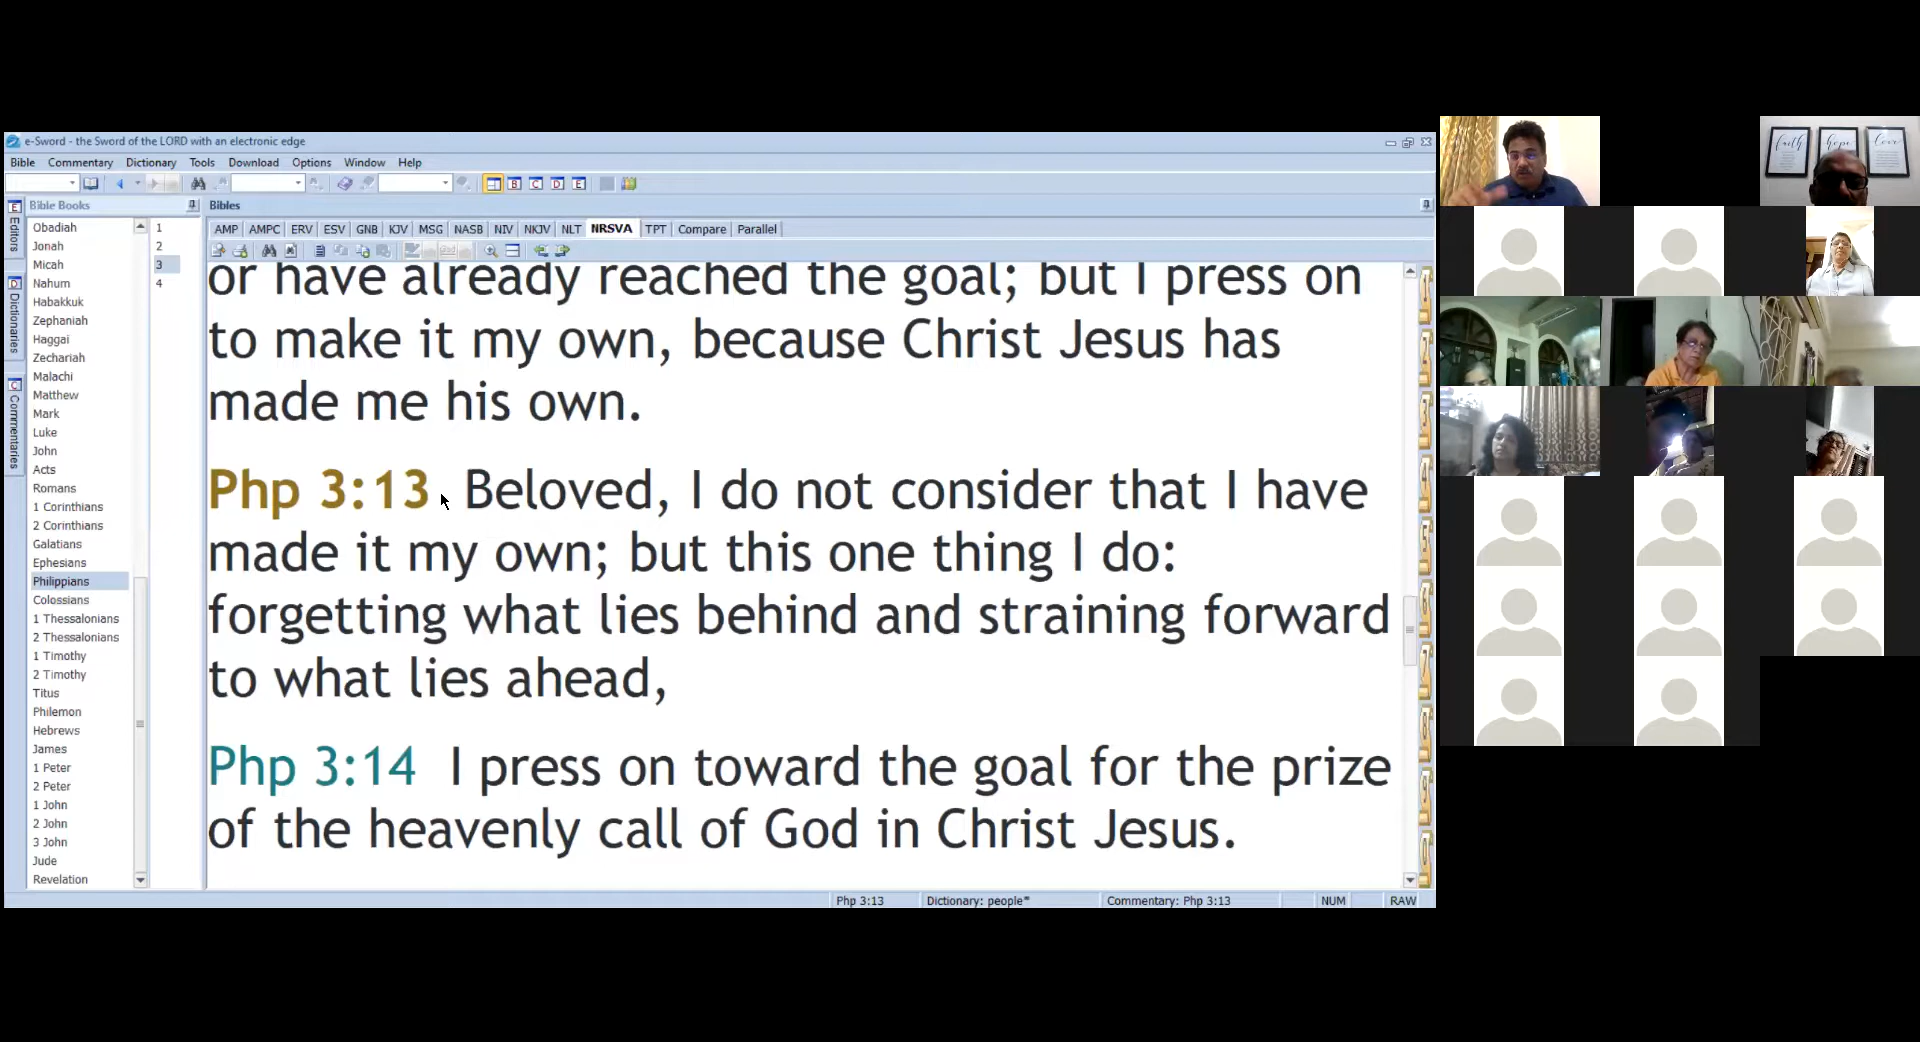 e-Sword - the Sword of the LORD with an electronic edge
Bible Commentary Dictionary Tools Download Options Window Help
B C D E
Bible Books
Bibles
E Editors
D Dictionaries
C Commentaries
AMP AMPC ERV ESV GNB KJV MSG NASB NIV NKJV NLT NRSVA TPT Compare Parallel
Obadiah
Jonah
Micah
Nahum
Habakkuk
Zephaniah
Haggai
Zechariah
Malachi
Matthew
Mark
Luke
John
Acts
Romans
1 Corinthians
2 Corinthians
Galatians
Ephesians
Philippians
Colossians
1 Thessalonians
2 Thessalonians
1 Timothy
2 Timothy
Titus
Philemon
Hebrews
James
1 Peter
2 Peter
1 John
2 John
3 John
Jude
Revelation
1
2
3
4
or have already reached the goal; but I press on
to make it my own, because Christ Jesus has
made me his own.
Php 3:13 Beloved, I do not consider that I have
made it my own; but this one thing I do:
forgetting what lies behind and straining forward
to what lies ahead,
Php 3:14 I press on toward the goal for the prize
of the heavenly call of God in Christ Jesus.
Php 3:13
Dictionary: people*
Commentary: Php 3:13
NUM
RAW
faith
hope
love